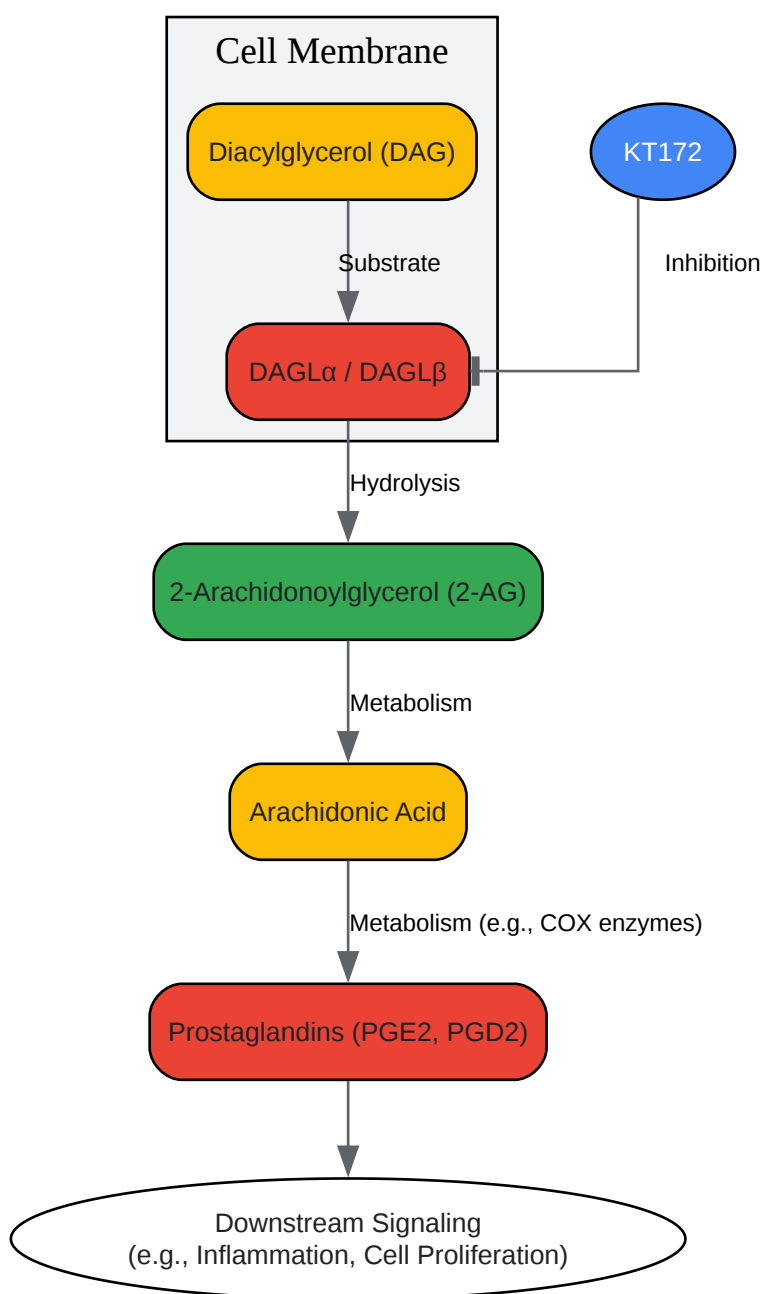 Cell Membrane
Diacylglycerol (DAG)
KT172
Substrate
Inhibition
DAGLα / DAGLβ
Hydrolysis
2-Arachidonoylglycerol (2-AG)
Metabolism
Arachidonic Acid
Metabolism (e.g., COX enzymes)
Prostaglandins (PGE2, PGD2)
Downstream Signaling
(e.g., Inflammation, Cell Proliferation)